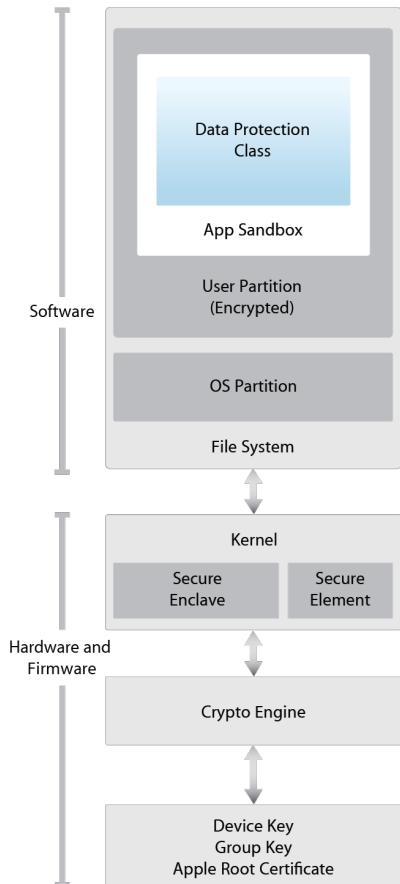 Software
Data Protection
Class
App Sandbox
User Partition
(Encrypted)
OS Partition
File System
Hardware and
Firmware
Kernel
Secure
Enclave
Secure
Element
Crypto Engine
Device Key
Group Key
Apple Root Certificate